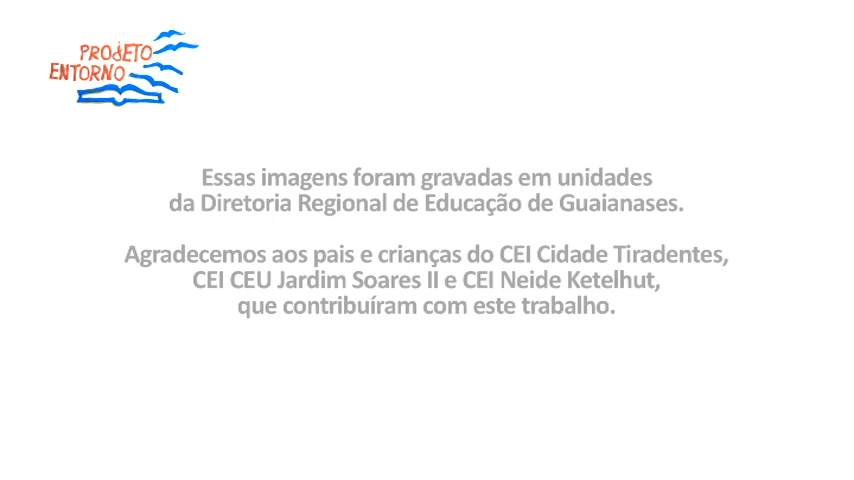 PROJETO
ENTORNO
Essas imagens foram gravadas em unidades
da Diretoria Regional de Educação de Guaianases.
Agradecemos aos pais e crianças do CEI Cidade Tiradentes,
CEI CEU Jardim Soares II e CEI Neide Ketelhut,
que contribuíram com este trabalho.